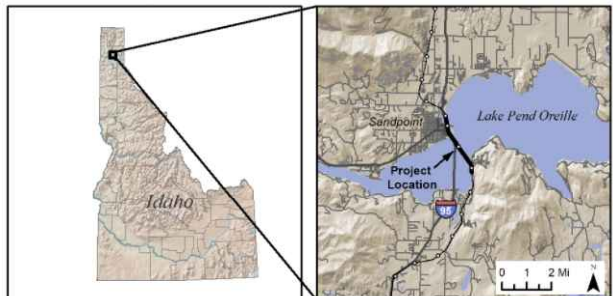 Idaho
Sandpoint
Lake Pend Oreille
Project
Location
95
0 1 2 Mi
N